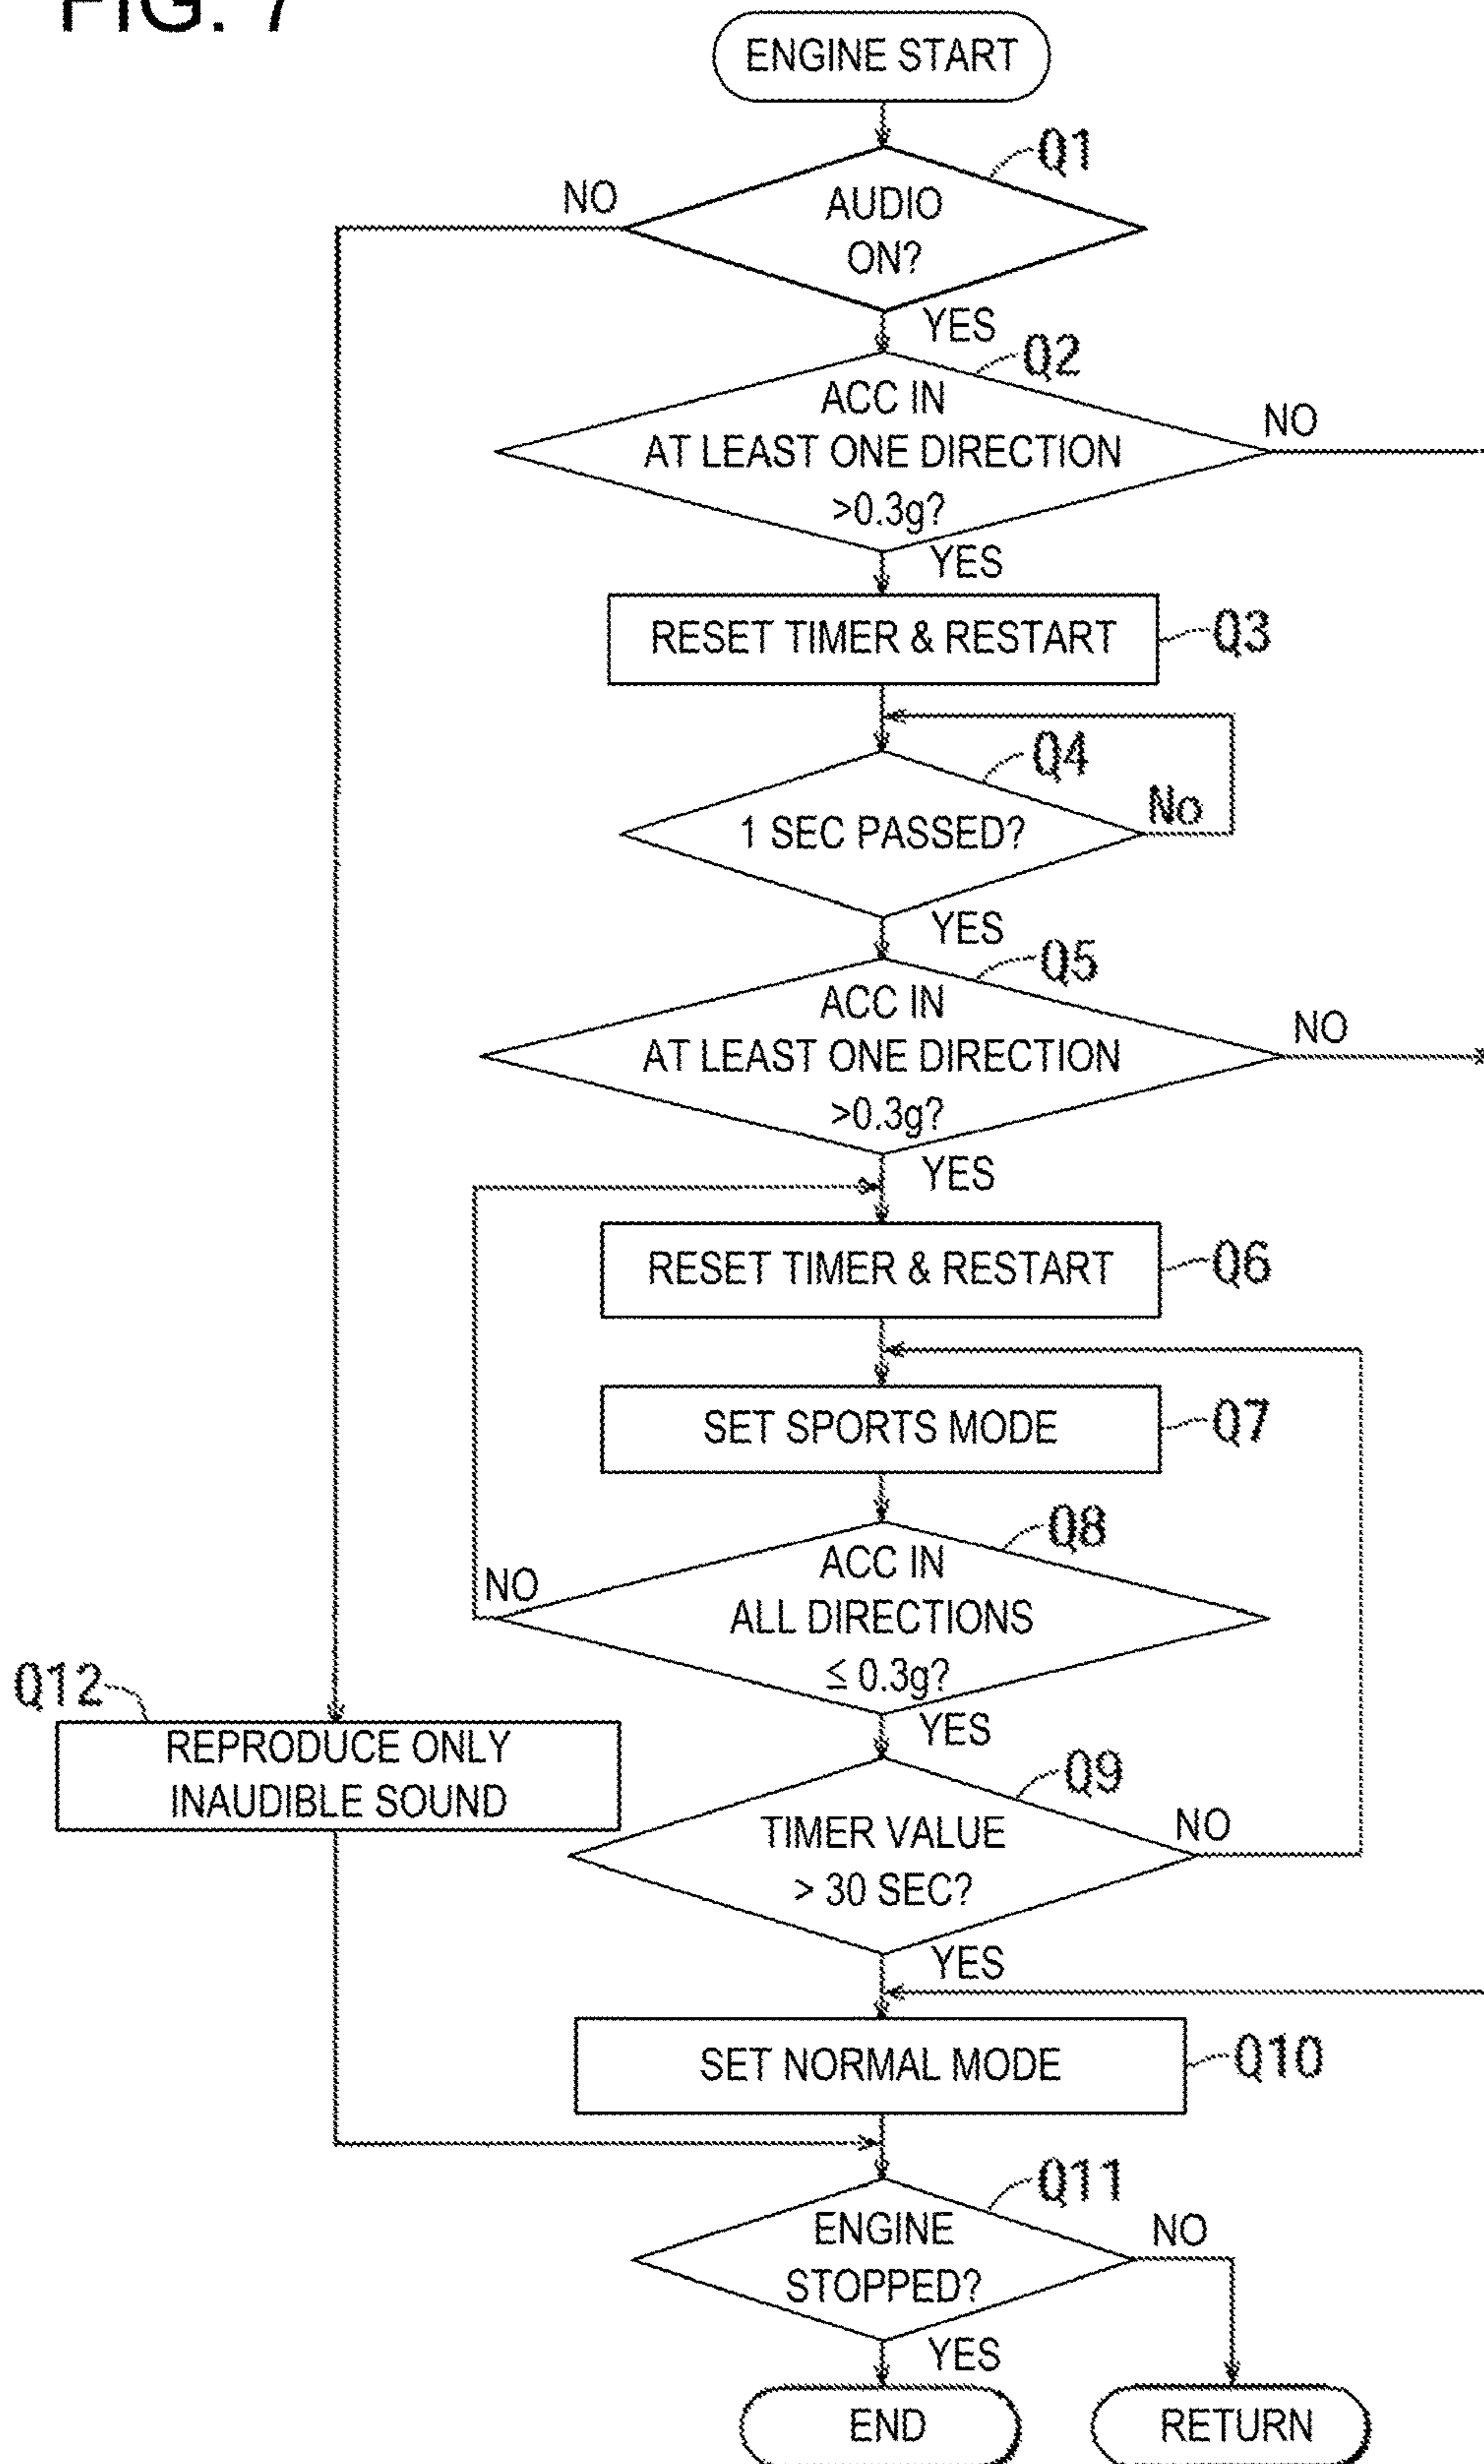 FIG. 7
ENGINE START
Q1
NO
AUDIO
ON?
YES
Q2
ACC IN
NO
AT LEAST ONE DIRECTION
>0.3g?
YES
RESET TIMER & RESTART
Q3
Q4
No
1 SEC PASSED?
YES
Q5
ACC IN
NO
AT LEAST ONE DIRECTION
>0.3g?
YES
RESET TIMER & RESTART
Q6
SET SPORTS MODE
Q7
Q8
ACC IN
NO
ALL DIRECTIONS
≤ 0.3g?
Q12
YES
REPRODUCE ONLY
INAUDIBLE SOUND
Q9
NO
TIMER VALUE
> 30 SEC?
YES
SET NORMAL MODE
Q10
Q11
ENGINE
NO
STOPPED?
YES
END
RETURN